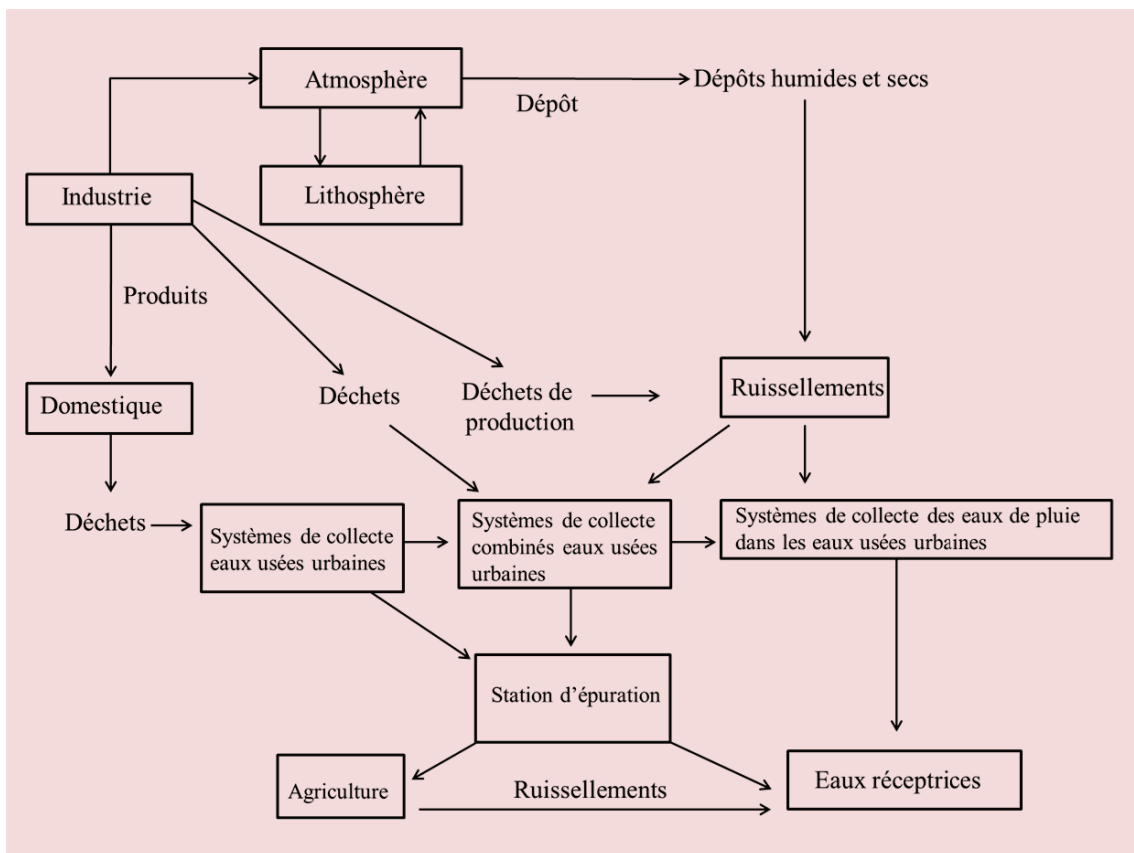 Atmosphère
Dépôts humides et secs
Dépôt
Industrie
Lithosphère
Produits
Domestique
Déchets
Déchets de
production
Ruissellements
Déchets
Systèmes de collecte
eaux usées urbaines
Systèmes de collecte
combinés eaux usées
urbaines
Systèmes de collecte des eaux de pluie
dans les eaux usées urbaines
Station d’épuration
Agriculture
Ruissellements
Eaux réceptrices